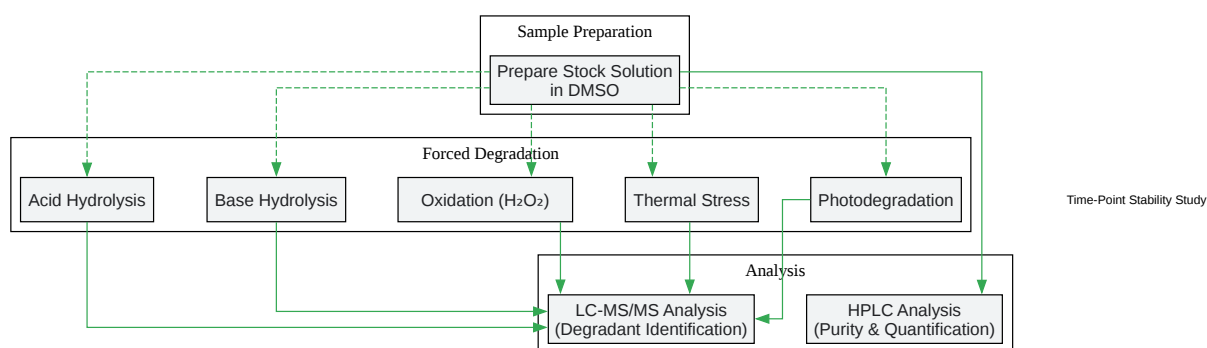 Sample Preparation
Prepare Stock Solution
in DMSO
Forced Degradation
Acid Hydrolysis
Base Hydrolysis
Oxidation (H₂O₂)
Thermal Stress
Photodegradation
Time-Point Stability Study
Analysis
LC-MS/MS Analysis
(Degradant Identification)
HPLC Analysis
(Purity & Quantification)